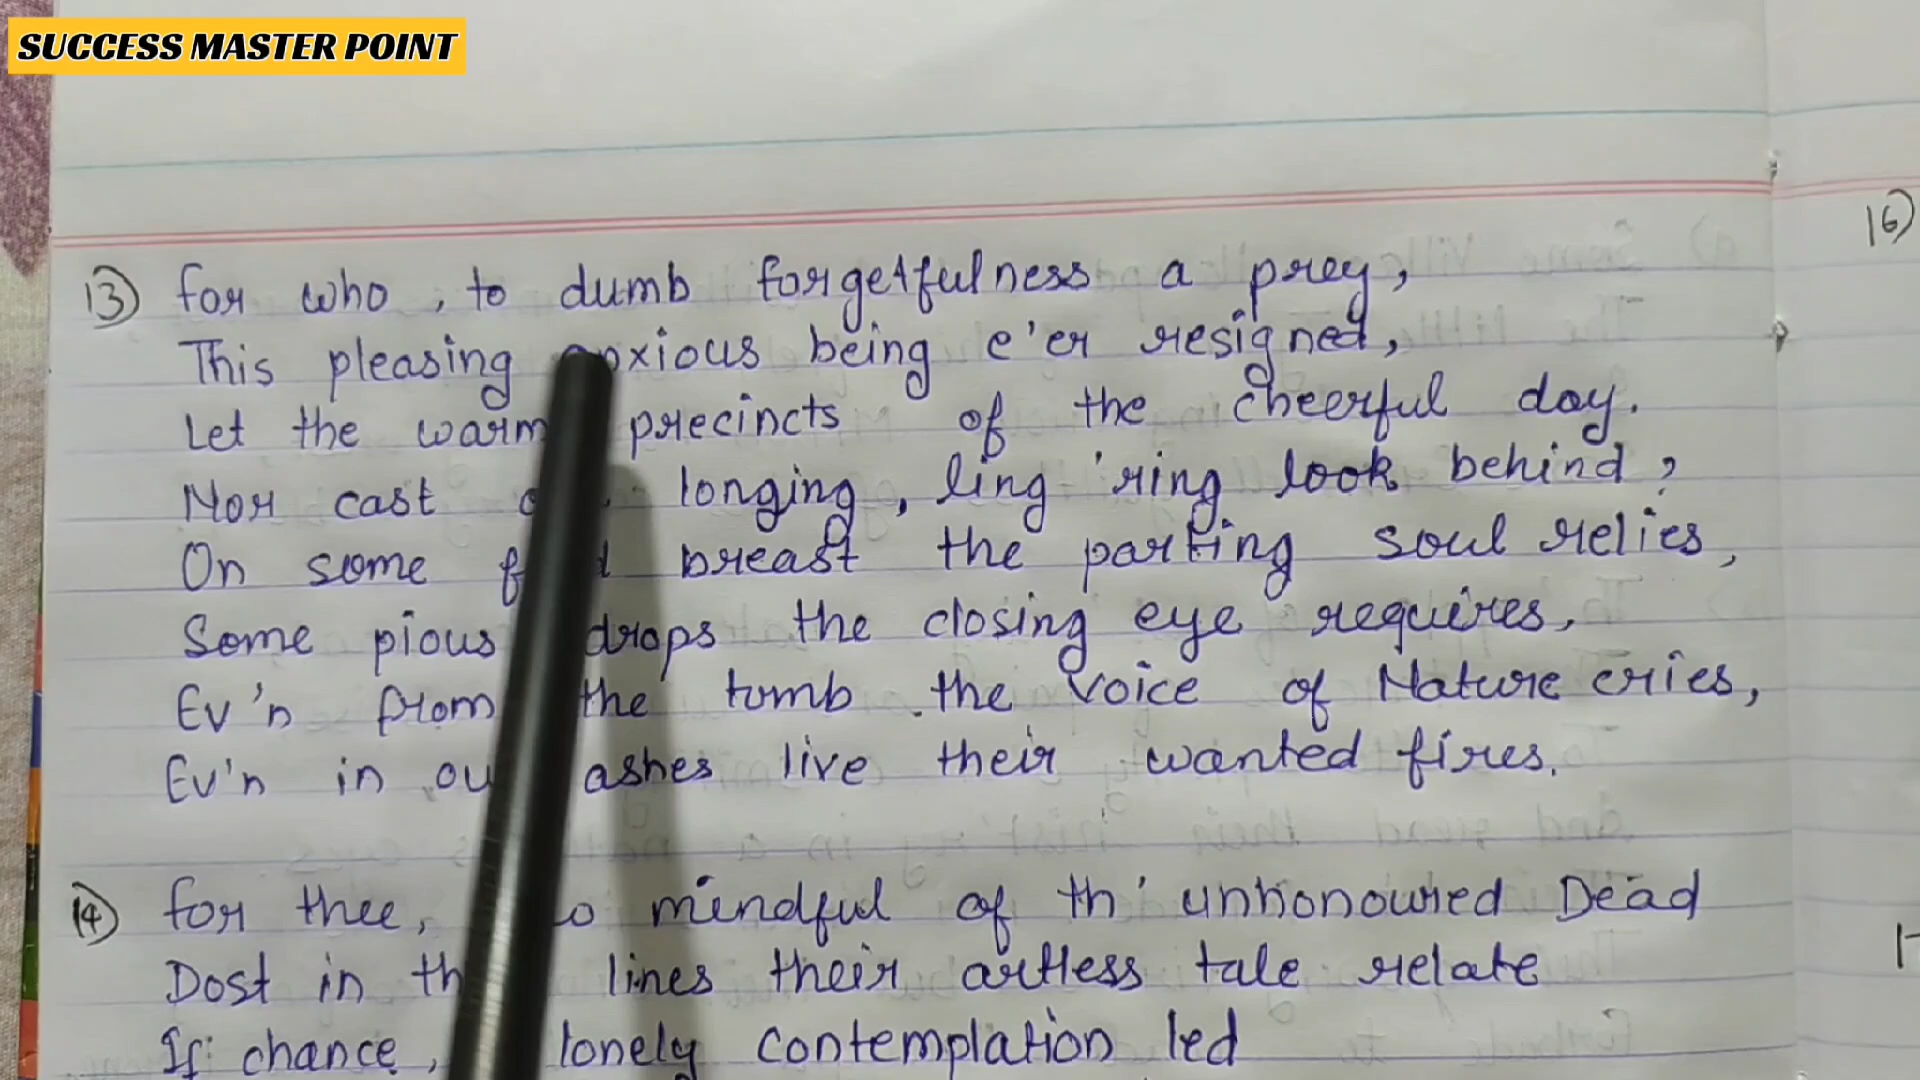 SUCCESS MASTER POINT
16)
13) for who, to dumb forgetfulness a prey,
This pleasing anxious being e'er resigned,
Let the warm precincts of the cheerful day.
Nor cast longing, ling 'ring look behind?
On some breast the parting soul relies,
Some pious drops the closing eye requires,
Ev'n from the tomb the voice of Nature cries,
Ev'n in ashes live their wanted fires.
14) for thee, mindful of th' unhonoured Dead
Dost in lines their artless tale relate
If chance, lonely contemplation led